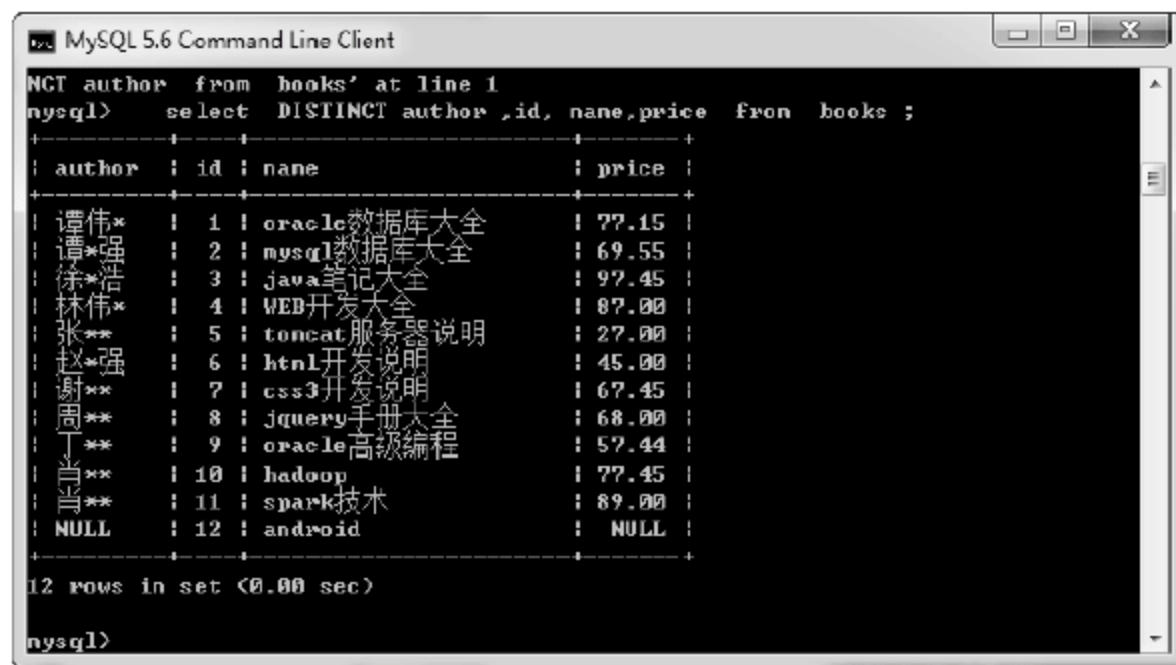 MySQL 5.6 Command Line Client
NCT author from books' at line 1
mysql> select DISTINCT author ,id, name,price from books ;
| author | id | name | price |
| 谭伟* | 1 | oracle数据库大全 | 77.15 |
| 谭*强 | 2 | mysql数据库大全 | 69.55 |
| 徐*浩 | 3 | java笔记大全 | 97.45 |
| 林伟* | 4 | WEB开发大全 | 87.00 |
| 张** | 5 | tomcat服务器说明 | 27.00 |
| 赵*强 | 6 | html开发说明 | 45.00 |
| 谢** | 7 | css3开发说明 | 67.45 |
| 周** | 8 | jquery手册大全 | 68.00 |
| 丁** | 9 | oracle高级编程 | 57.44 |
| 肖** | 10 | hadoop | 77.45 |
| 肖** | 11 | spark技术 | 89.00 |
| NULL | 12 | android | NULL |
12 rows in set (0.00 sec)
mysql>